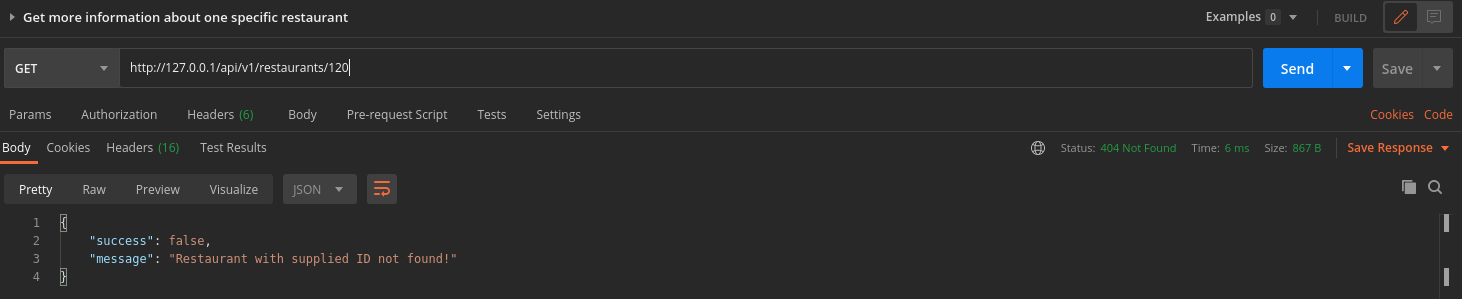 Get more information about one specific restaurant Examples 0 BUILD
GET http://127.0.0.1/api/v1/restaurants/120 Send Save
Params Authorization Headers (6) Body Pre-request Script Tests Settings Cookies Code
Body Cookies Headers (16) Test Results Status: 404 Not Found Time: 6 ms Size: 867 B Save Response
Pretty Raw Preview Visualize JSON
1 {
2 "success": false,
3 "message": "Restaurant with supplied ID not found!"
4 }